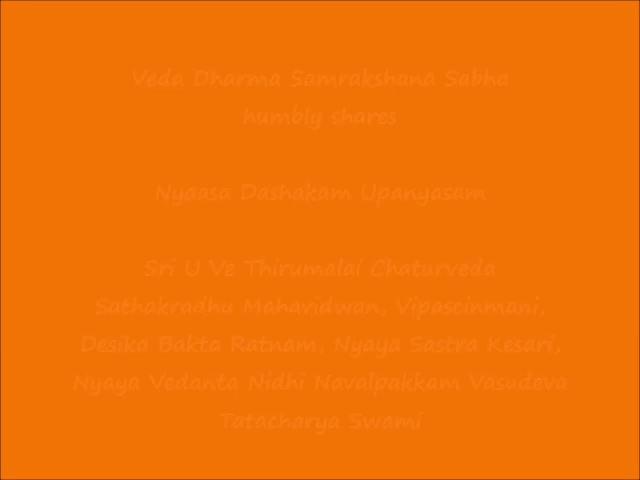 Veda Dharma Samrakshana Sabha
humbly shares
Nyaasa Dashakam Upanyasam
Sri U Ve Thirumalai Chaturveda
Sathakradhu Mahavidwan, Vipascinmani,
Desika Bakta Ratnam, Nyaya Sastra Kesari,
Nyaya Vedanta Nidhi Navalpakkam Vasudeva
Tatacharya Swami